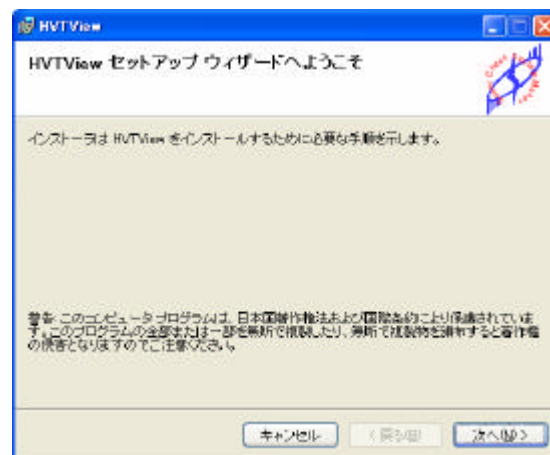 HVTView
HVTView セットアップ ウィザードへようこそ
インストーラは HVTView をインストールするために必要な手順を示します。
警告: このコンピュータ プログラムは、日本国著作権法および国際条約により保護されていま
す。このプログラムの全部または一部を無断で複製したり、無断で複製物を頒布すると著作権
の侵害となりますのでご注意ください。
キャンセル
< 戻る(B)
次へ(N) >